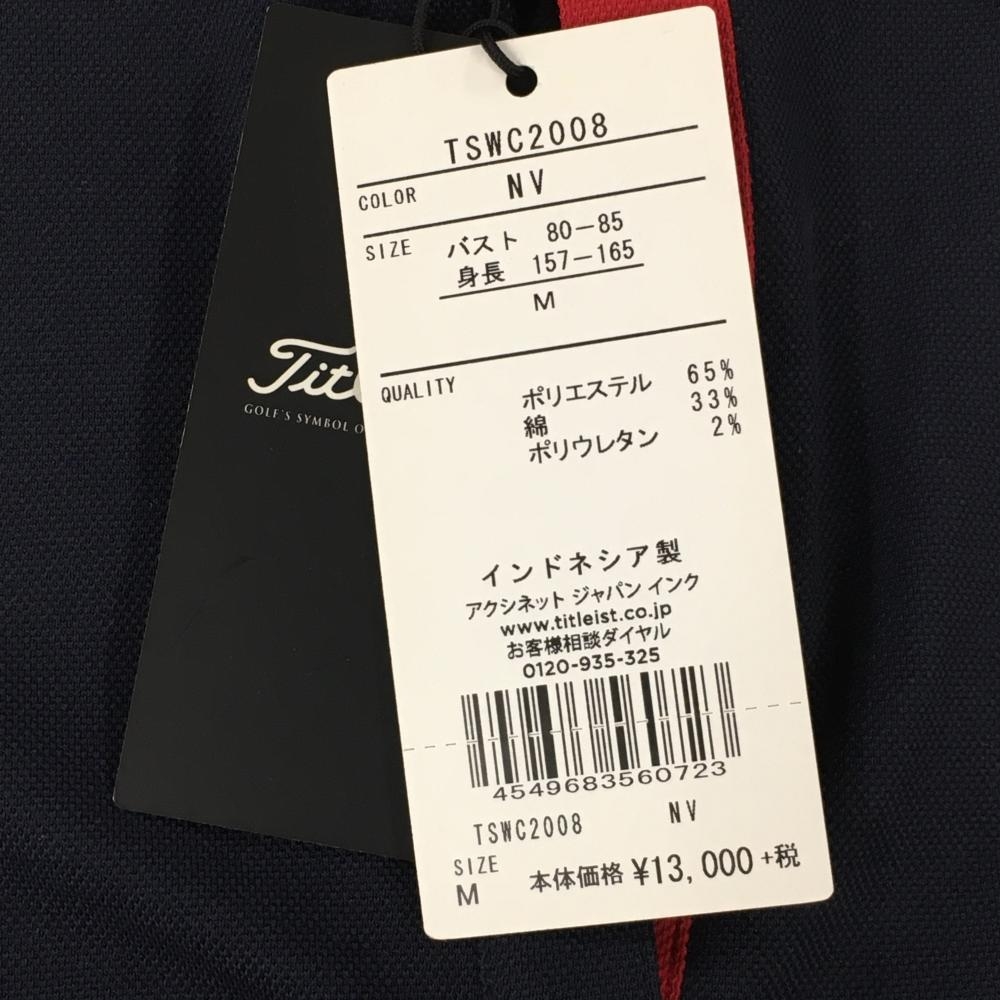 TSWC2008
COLOR NV
SIZE バスト 80-85
身長 157-165
M
QUALITY ポリエステル 65%
綿 33%
ポリウレタン 2%
インドネシア製
アクシネット ジャパン インク
www.titleist.co.jp
お客様相談ダイヤル
0120-935-325
4549683560723
TSWC2008 NV
SIZE
M 本体価格 ¥13,000 +税
GOLF'S SYMBOL